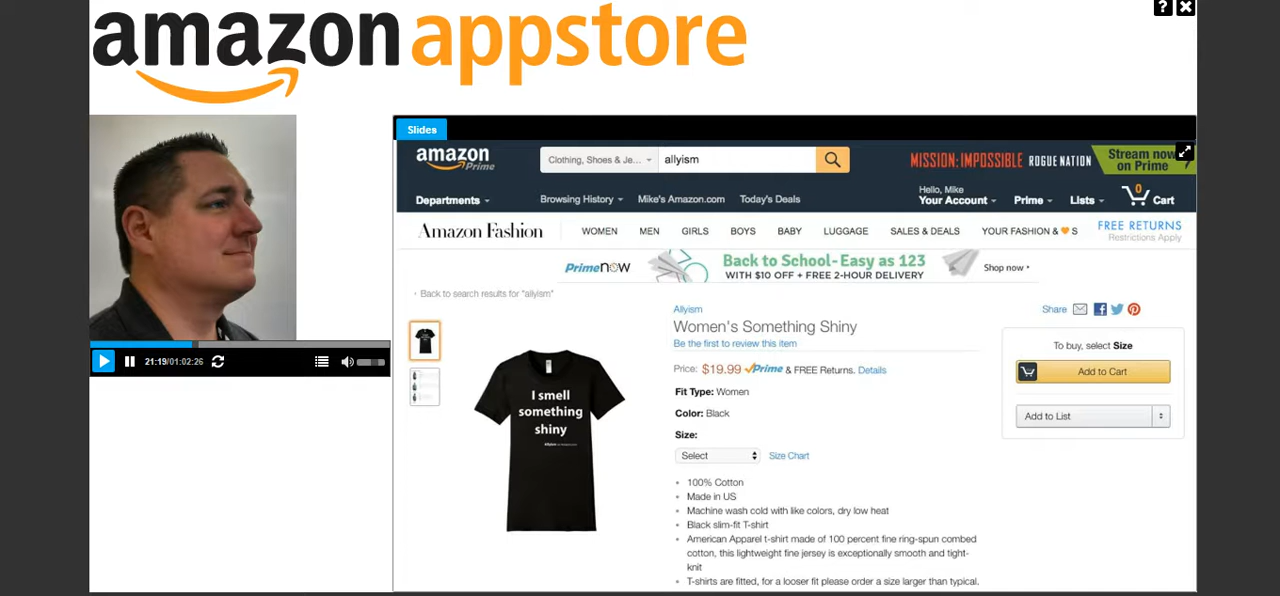 amazon appstore
? ×
Slides
amazon Prime
Clothing, Shoes & Je...
allyism
MISSION: IMPOSSIBLE ROGUE NATION
Stream now on Prime
Departments
Browsing History
Mike's Amazon.com
Today's Deals
Hello, Mike
Your Account
Prime
Lists
0
Cart
Amazon Fashion
WOMEN
MEN
GIRLS
BOYS
BABY
LUGGAGE
SALES & DEALS
YOUR FASHION & 🧡 S
FREE RETURNS
Restrictions Apply
Prime NOW
Back to School-Easy as 123
WITH $10 OFF + FREE 2-HOUR DELIVERY
Shop now
‹ Back to search results for "allyism"
Allyism
Women's Something Shiny
Be the first to review this item
Price: $19.99 Prime & FREE Returns. Details
Fit Type: Women
Color: Black
Size:
Select
Size Chart
• 100% Cotton
• Made in US
• Machine wash cold with like colors, dry low heat
• Black slim-fit T-shirt
• American Apparel t-shirt made of 100 percent fine ring-spun combed
cotton, this lightweight fine jersey is exceptionally smooth and tight-
knit
• T-shirts are fitted, for a looser fit please order a size larger than typical.
Share
To buy, select Size
Add to Cart
Add to List
I smell
something
shiny
21:19/01:02:26